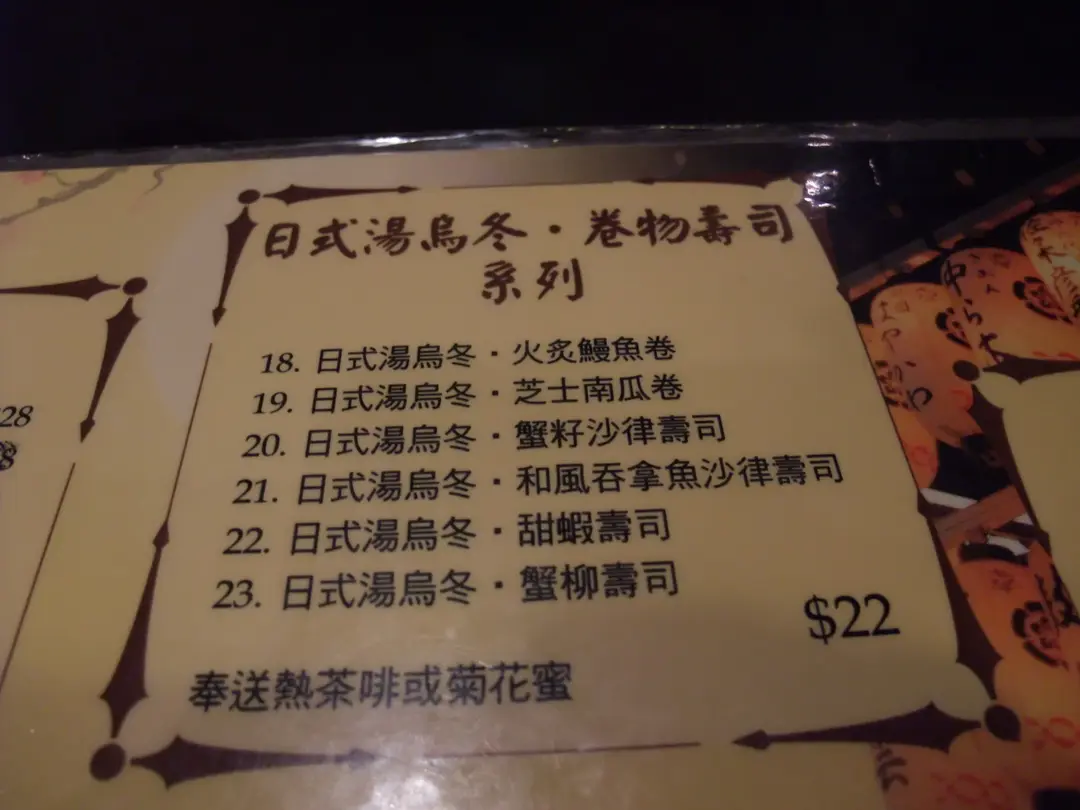 日式湯烏冬·卷物壽司
系列
18. 日式湯烏冬·火炙鰻魚卷
19. 日式湯烏冬·芝士南瓜卷
20. 日式湯烏冬·蟹籽沙律壽司
21. 日式湯烏冬·和風吞拿魚沙律壽司
22. 日式湯烏冬·甜蝦壽司
23. 日式湯烏冬·蟹柳壽司
$22
奉送熱茶啡或菊花蜜
28